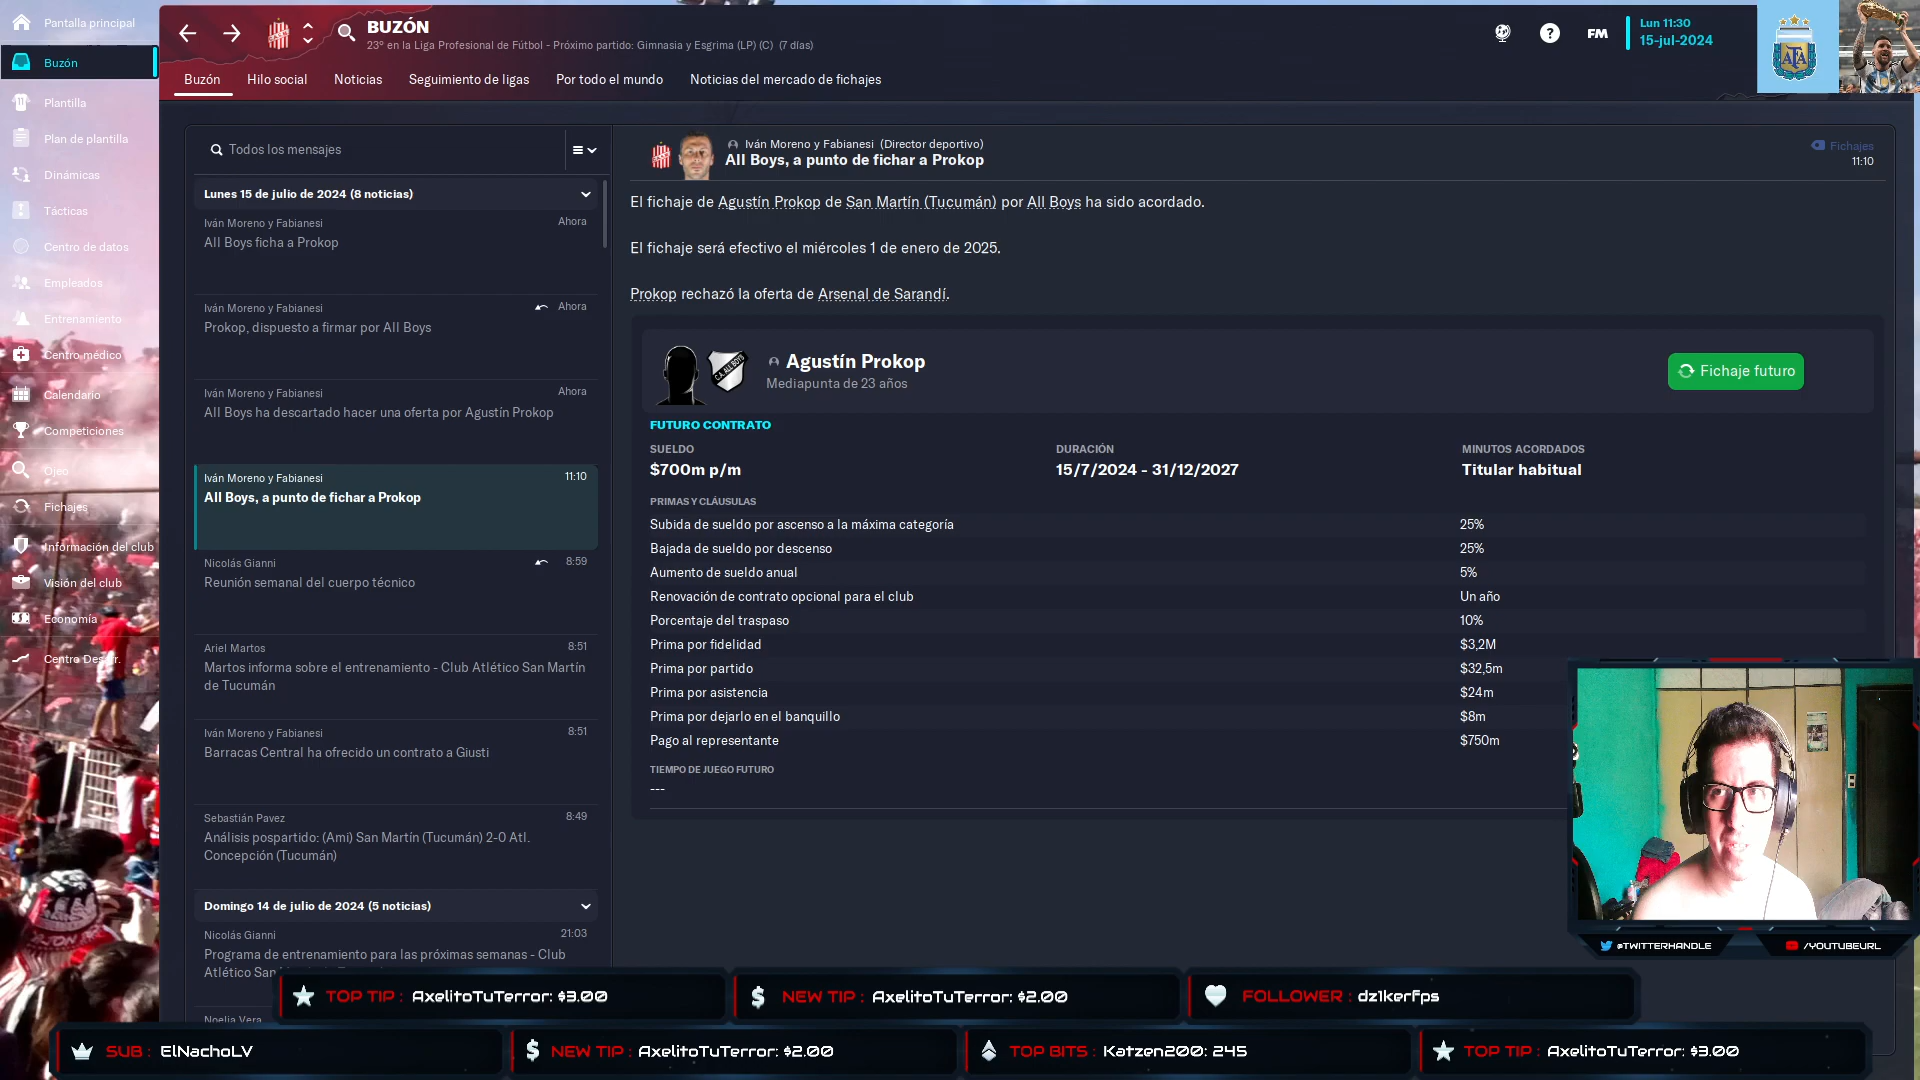 Pantalla principal
Buzón
Plantilla
Plan de plantilla
Dinámicas
Tácticas
Centro de datos
Empleados
Entrenamiento
Centro médico
Calendario
Competiciones
Ojeo
Fichajes
Información del club
Visión del club
Economía
BUZÓN
23º en la Liga Profesional de Fútbol - Próximo partido: Gimnasia y Esgrima (LP) (C) (7 días)
FM
Lun 11:30
15-jul-2024
Buzón
Hilo social
Noticias
Seguimiento de ligas
Por todo el mundo
Noticias del mercado de fichajes
Todos los mensajes
Lunes 15 de julio de 2024 (8 noticias)
Iván Moreno y Fabianesi
Ahora
All Boys ficha a Prokop
Iván Moreno y Fabianesi
Ahora
Prokop, dispuesto a firmar por All Boys
Iván Moreno y Fabianesi
Ahora
All Boys ha descartado hacer una oferta por Agustín Prokop
Iván Moreno y Fabianesi
11:10
All Boys, a punto de fichar a Prokop
Nicolás Gianni
8:59
Reunión semanal del cuerpo técnico
Ariel Martos
8:51
Martos informa sobre el entrenamiento - Club Atlético San Martín
de Tucumán
Iván Moreno y Fabianesi
8:51
Barracas Central ha ofrecido un contrato a Giusti
Sebastián Pavez
8:49
Análisis pospartido: (Ami) San Martín (Tucumán) 2-0 Atl.
Concepción (Tucumán)
Domingo 14 de julio de 2024 (5 noticias)
Nicolás Gianni
21:03
Programa de entrenamiento para las próximas semanas - Club
Atlético San
Noelia Vera
Iván Moreno y Fabianesi (Director deportivo)
All Boys, a punto de fichar a Prokop
Fichajes
11:10
El fichaje de Agustín Prokop de San Martín (Tucumán) por All Boys ha sido acordado.
El fichaje será efectivo el miércoles 1 de enero de 2025.
Prokop rechazó la oferta de Arsenal de Sarandí.
C.A. ALL BOYS
Agustín Prokop
Mediapunta de 23 años
Fichaje futuro
FUTURO CONTRATO
SUELDO
$700m p/m
DURACIÓN
15/7/2024 - 31/12/2027
MINUTOS ACORDADOS
Titular habitual
PRIMAS Y CLÁUSULAS
Subida de sueldo por ascenso a la máxima categoría 25%
Bajada de sueldo por descenso 25%
Aumento de sueldo anual 5%
Renovación de contrato opcional para el club Un año
Porcentaje del traspaso 10%
Prima por fidelidad $3,2M
Prima por partido $32,5m
Prima por asistencia $24m
Prima por dejarlo en el banquillo $8m
Pago al representante $750m
TIEMPO DE JUEGO FUTURO
---
@TWITTERHANDLE
/YOUTUBEURL
TOP TIP : AxelitoTuTerror: $3.00
NEW TIP : AxelitoTuTerror: $2.00
FOLLOWER : dz1kerfps
SUB : ElNachoLV
NEW TIP : AxelitoTuTerror: $2.00
TOP BITS : Katzen200: 245
TOP TIP : AxelitoTuTerror: $3.00